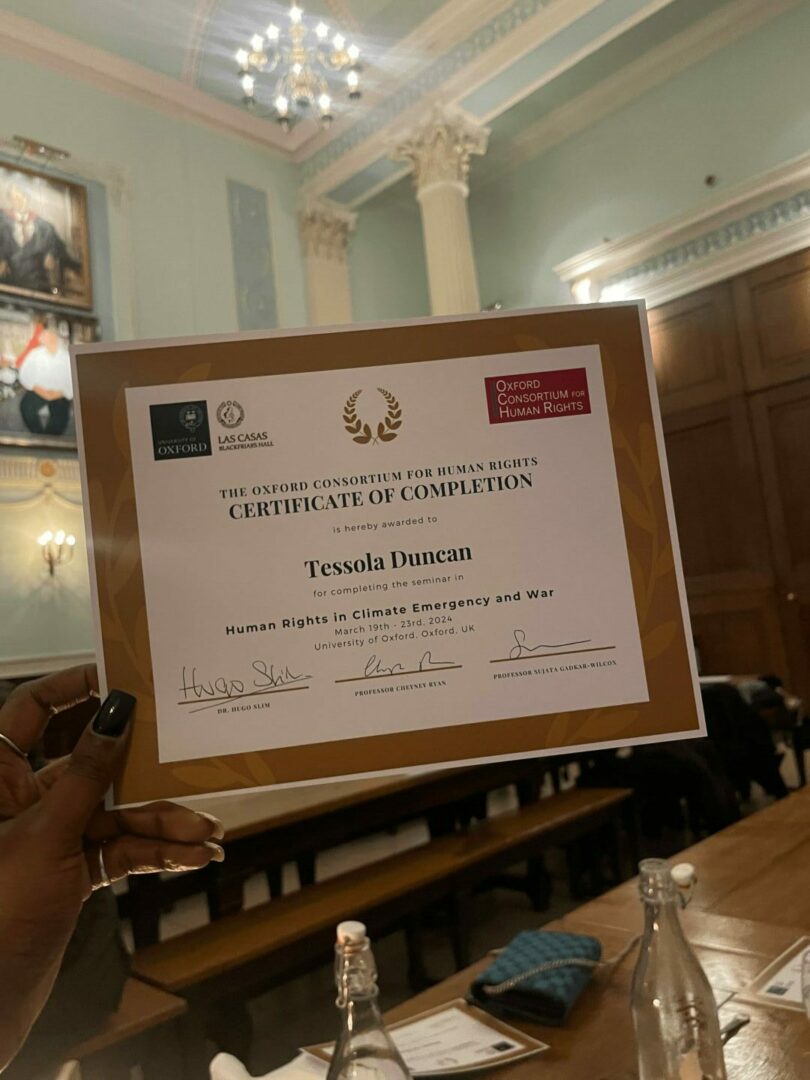 UNIVERSITY OF
OXFORD
LAS CASAS
BLACKFRIARS HALL
OXFORD
CONSORTIUM FOR
HUMAN RIGHTS
THE OXFORD CONSORTIUM FOR HUMAN RIGHTS
CERTIFICATE OF COMPLETION
is hereby awarded to
Tessola Duncan
for completing the seminar in
Human Rights in Climate Emergency and War
March 19th - 23rd, 2024
University of Oxford, Oxford, UK
Hugo Slim
DR. HUGO SLIM
PROFESSOR CHEYNEY RYAN
PROFESSOR SUJATA GADKAR-WILCOX